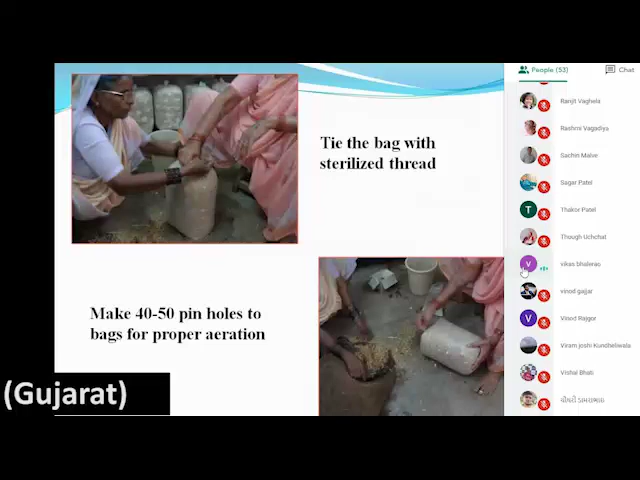 People (53)
Chat
Ranjit Vaghela
Rashmi Vagadiya
Sachin Malve
Sagar Patel
T
Thakor Patel
Though Uchchat
V
vikas bhalerao
vinod gajjar
V
Vinod Rajgor
Viram joshi Kundheliwala
Vishal Bhati
ચૌધરી ડામરાભાઇ
Tie the bag with
sterilized thread
Make 40-50 pin holes to
bags for proper aeration
(Gujarat)